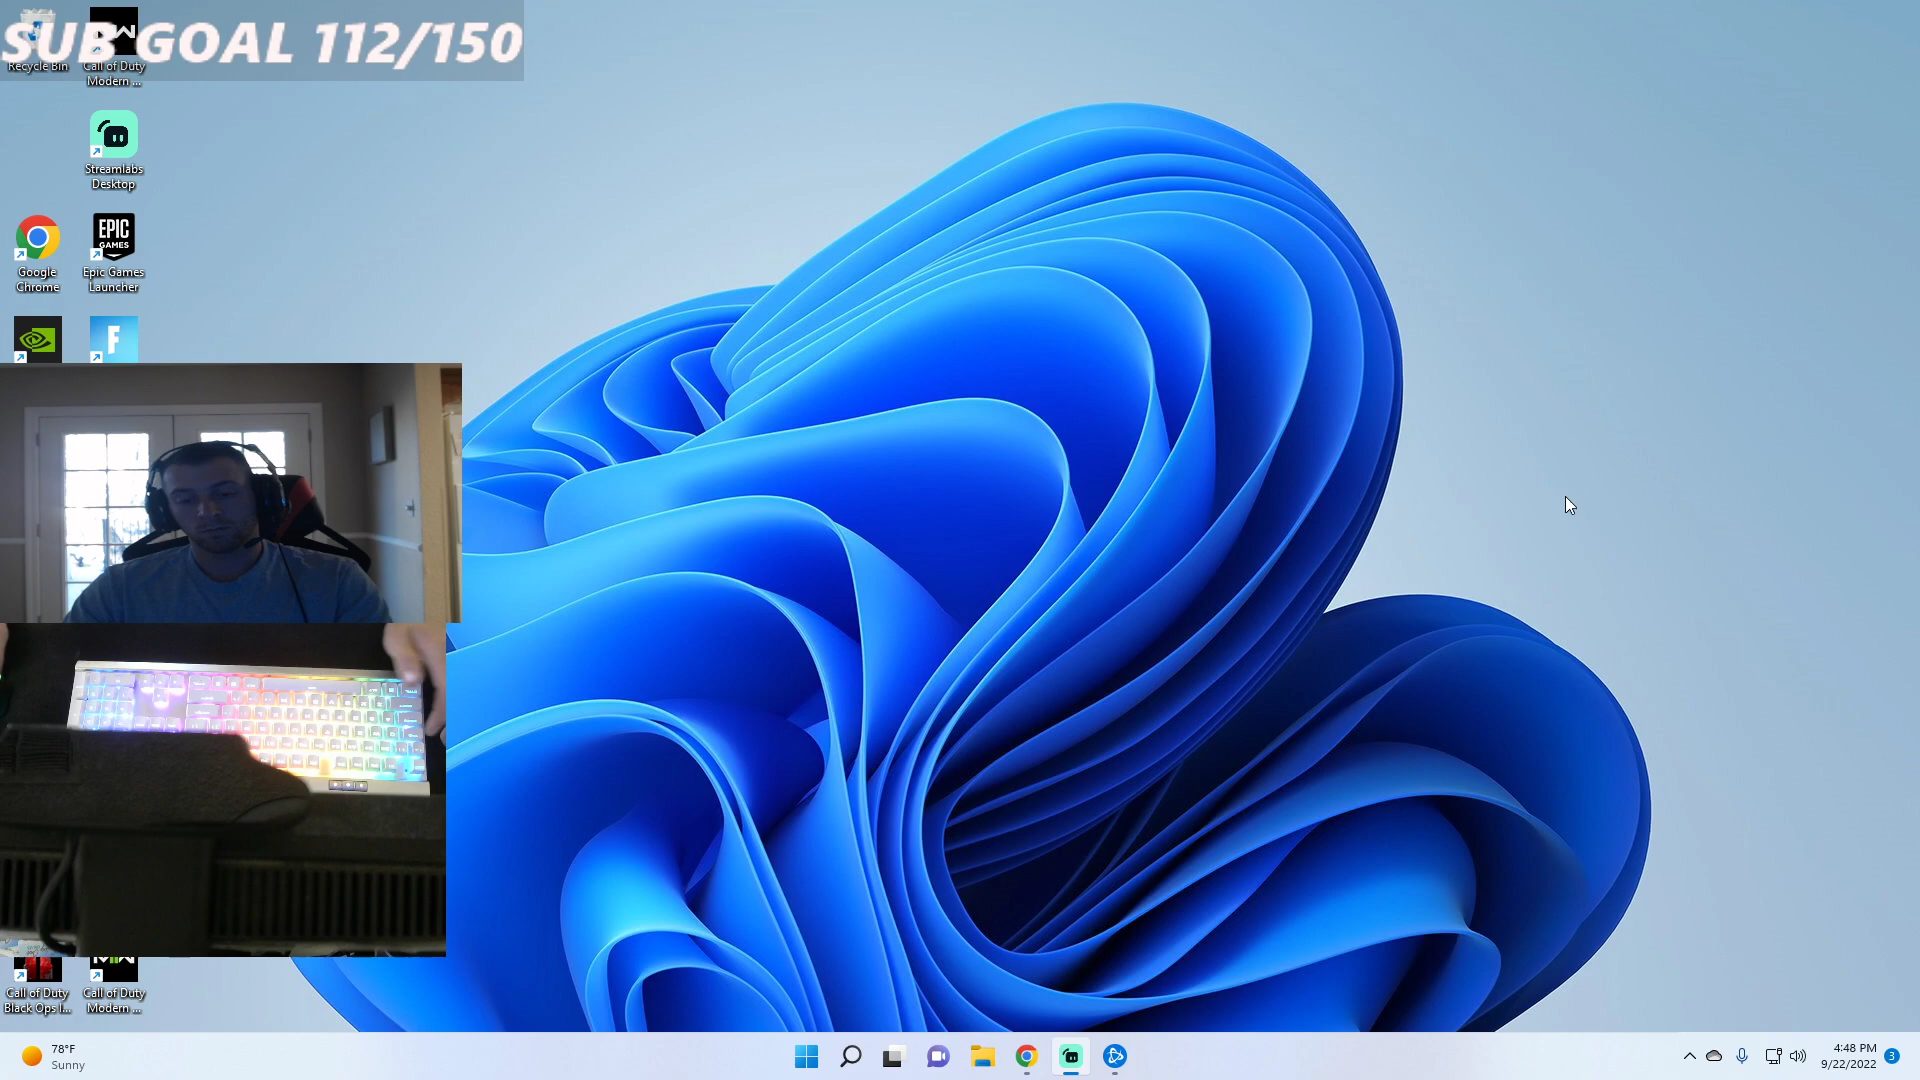 SUB GOAL 112/150
Recycle Bin
Call of Duty
Modern ...
Streamlabs
Desktop
EPIC
GAMES
Google
Chrome
Epic Games
Launcher
F
Call of Duty
Black Ops I...
Call of Duty
Modern ...
78°F
Sunny
4:48 PM
9/22/2022
3